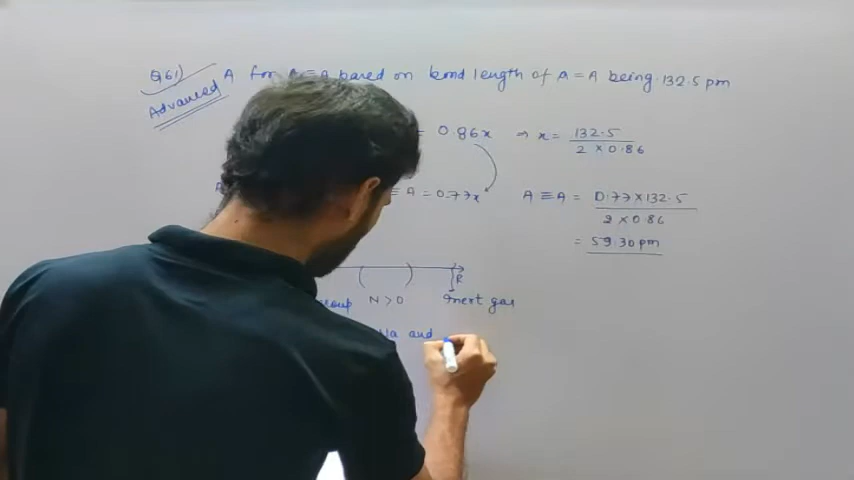 Q61) A for A≡A based on bond length of A=A being 132.5 pm
Advanced
= 0.86x ⇒ x = 132.5 / 2 × 0.86
≡ A = 0.77x A ≡ A = 0.77 × 132.5 / 2 × 0.86
= 59.30 pm
R
group N > O Inert gas
Na and